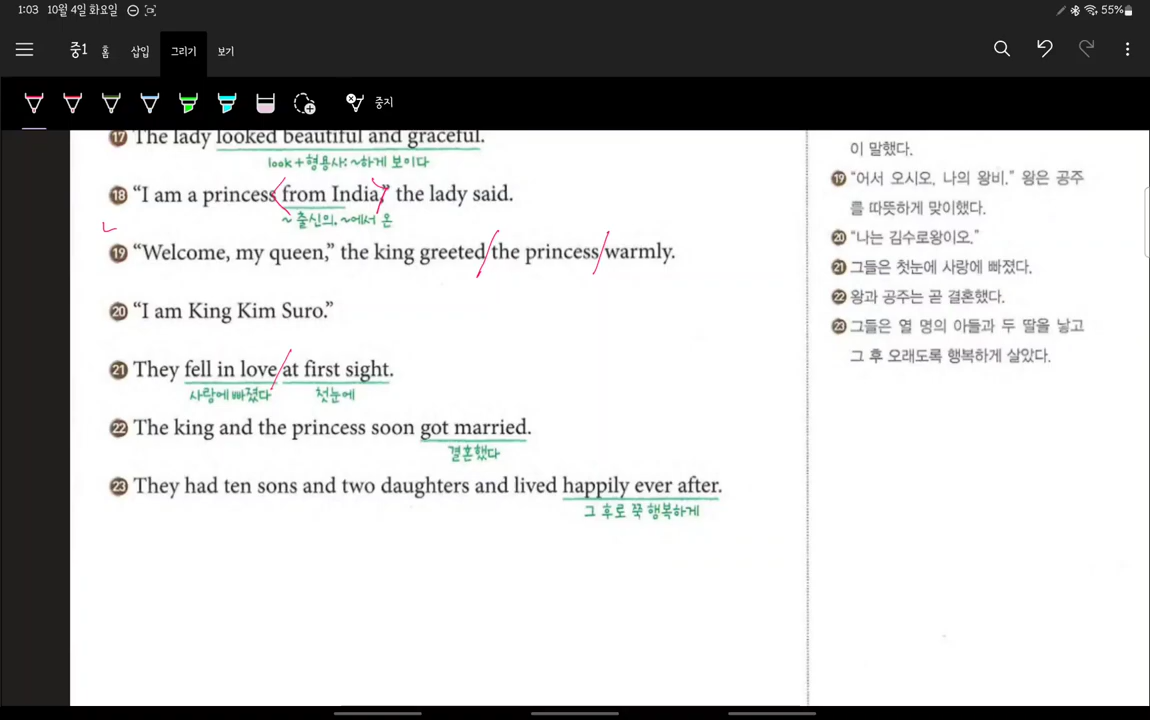 1:03 10월 4일 화요일
55%
중1 홈 삽입 그리기 보기
중지
17 The lady looked beautiful and graceful.
look+형용사: ~하게 보이다
18 “I am a princess from India,” the lady said.
~ 출신의, ~에서 온
19 “Welcome, my queen,” the king greeted the princess warmly.
20 “I am King Kim Suro.”
21 They fell in love at first sight.
사랑에 빠졌다 첫눈에
22 The king and the princess soon got married.
결혼했다
23 They had ten sons and two daughters and lived happily ever after.
그 후로 쭉 행복하게
이 말했다.
19 “어서 오시오, 나의 왕비.” 왕은 공주
를 따뜻하게 맞이했다.
20 “나는 김수로왕이오.”
21 그들은 첫눈에 사랑에 빠졌다.
22 왕과 공주는 곧 결혼했다.
23 그들은 열 명의 아들과 두 딸을 낳고
그 후 오래도록 행복하게 살았다.